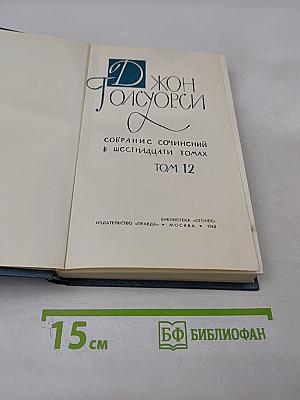 ДЖОН
ГОЛСУОРСИ
СОБРАНИЕ СОЧИНЕНИЙ
В ШЕСТНАДЦАТИ ТОМАХ
ТОМ 12
БИБЛИОТЕКА «ОГОНЕК»
ИЗДАТЕЛЬСТВО «ПРАВДА» • МОСКВА • 1962
15 см
БФ БИБЛИОФАН